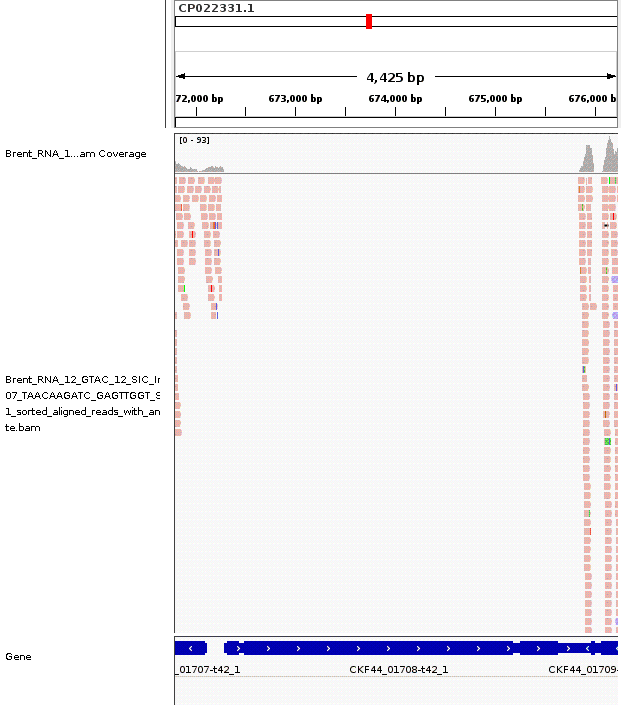 CP022331.1
4,425 bp
72,000 bp 673,000 bp 674,000 bp 675,000 bp 676,000 b
[0 - 93]
Brent_RNA_1...am Coverage
Brent_RNA_12_GTAC_12_SIC_Ir
07_TAACAAGATC_GAGTTGGT_S
1_sorted_aligned_reads_with_an
te.bam
Gene
_01707-t42_1 CKF44_01708-t42_1 CKF44_01709-